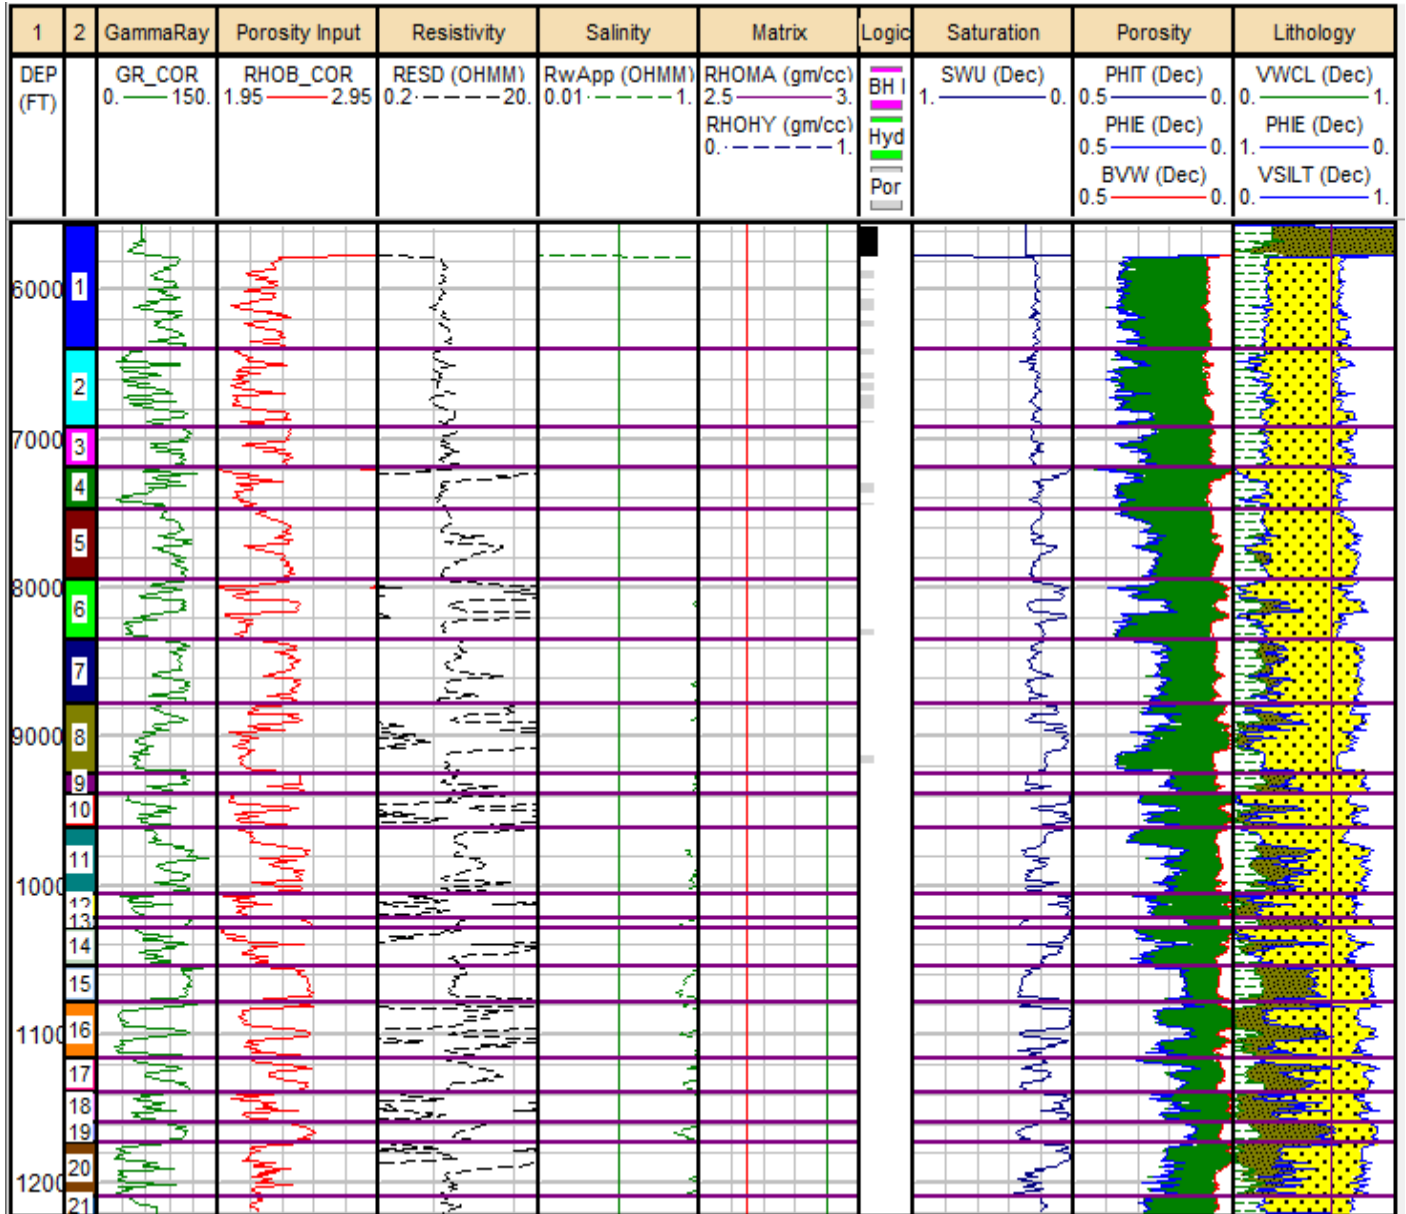 1 2 GammaRay Porosity Input Resistivity Salinity Matrix Logic Saturation Porosity Lithology
DEP (FT)
GR_COR
0. 150.
RHOB_COR
1.95 2.95
RESD (OHMM)
0.2 20.
RwApp (OHMM)
0.01 1.
RHOMA (gm/cc)
2.5 3.
RHOHY (gm/cc)
0. 1.
BH I
Hyd
Por
SWU (Dec)
1. 0.
PHIT (Dec)
0.5 0.
PHIE (Dec)
0.5 0.
BVW (Dec)
0.5 0.
VWCL (Dec)
0. 1.
PHIE (Dec)
1. 0.
VSILT (Dec)
0. 1.
6000 1
2
7000 3
4
5
8000
6
7
9000 8
9
10
11
1000
12
13
14
15
1100 16
17
18
19
20
1200
21